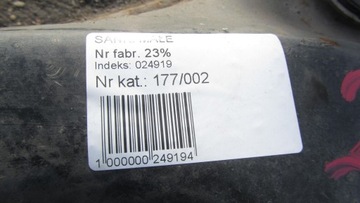 Nr fabr. 23%
Indeks: 024919
Nr kat.: 177/002
1 000000 249194